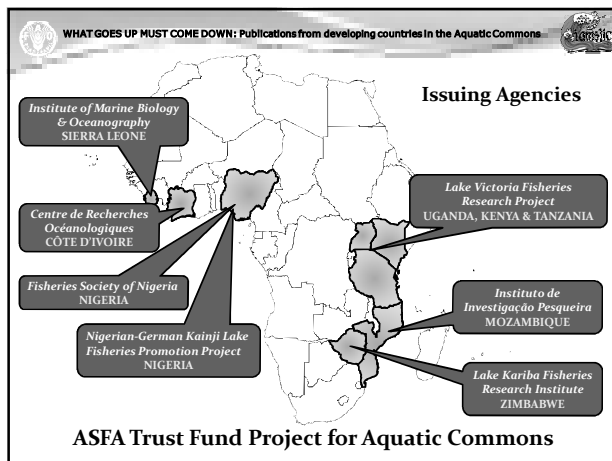 WHAT GOES UP MUST COME DOWN: Publications from developing countries in the Aquatic Commons
Issuing Agencies
Institute of Marine Biology
& Oceanography
SIERRA LEONE
Centre de Recherches
Océanologiques
CÔTE D'IVOIRE
Fisheries Society of Nigeria
NIGERIA
Nigerian-German Kainji Lake
Fisheries Promotion Project
NIGERIA
Lake Victoria Fisheries
Research Project
UGANDA, KENYA & TANZANIA
Instituto de
Investigação Pesqueira
MOZAMBIQUE
Lake Kariba Fisheries
Research Institute
ZIMBABWE
ASFA Trust Fund Project for Aquatic Commons